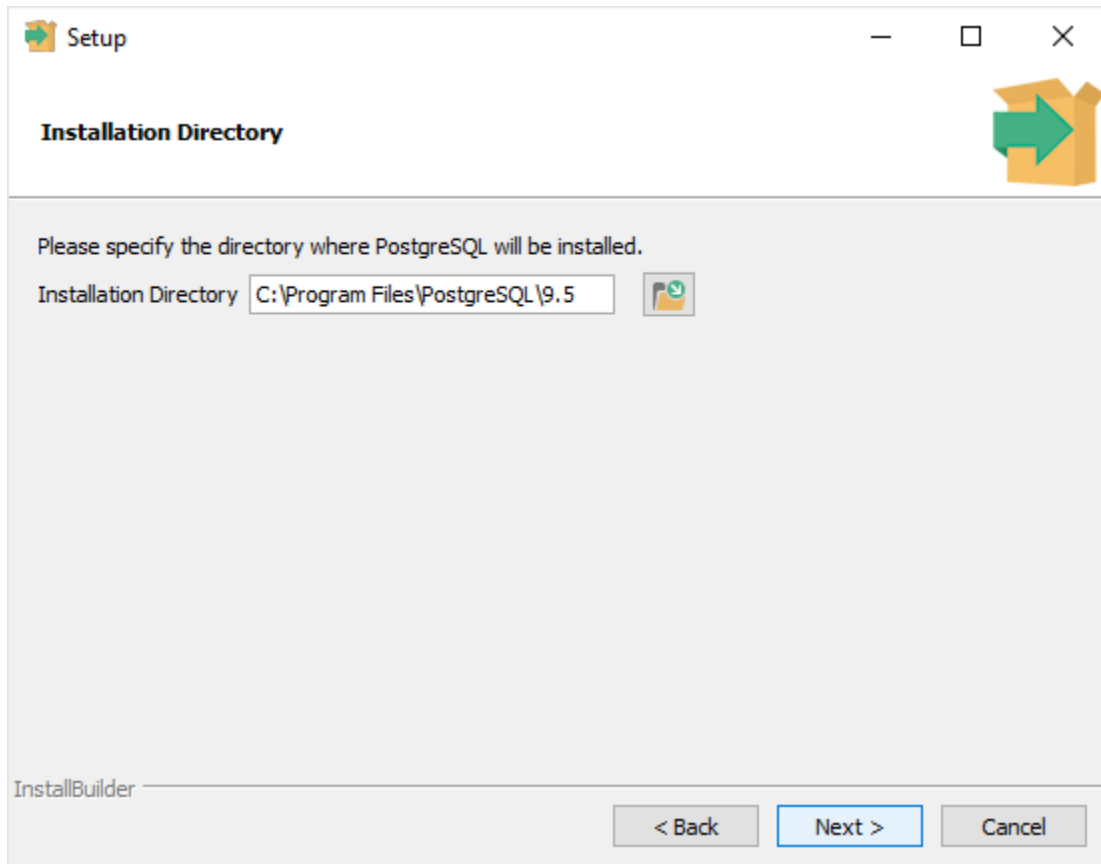 Setup
Installation Directory
Please specify the directory where PostgreSQL will be installed.
Installation Directory C:\Program Files\PostgreSQL\9.5
InstallBuilder
< Back Next > Cancel